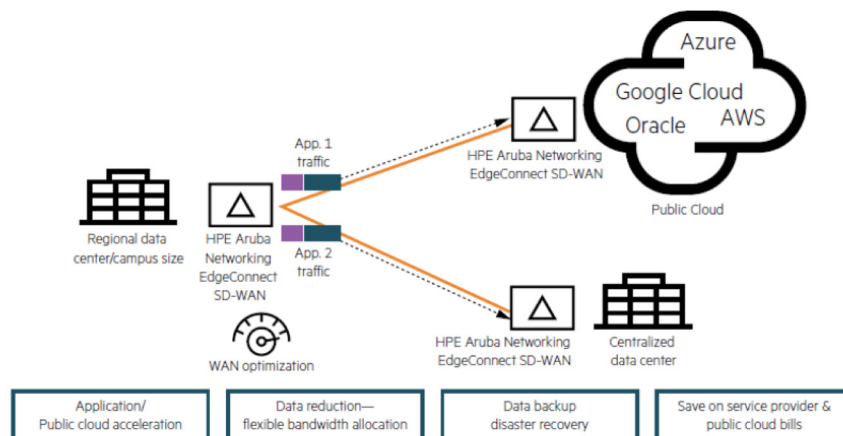 Azure
Google Cloud
Oracle
AWS
Public Cloud
App. 1
traffic
HPE Aruba Networking
EdgeConnect SD-WAN
Regional data
center/campus size
HPE Aruba
Networking
EdgeConnect
SD-WAN
App. 2
traffic
WAN optimization
HPE Aruba Networking
EdgeConnect SD-WAN
Centralized
data center
Application/
Public cloud acceleration
Data reduction—
flexible bandwidth allocation
Data backup
disaster recovery
Save on service provider &
public cloud bills